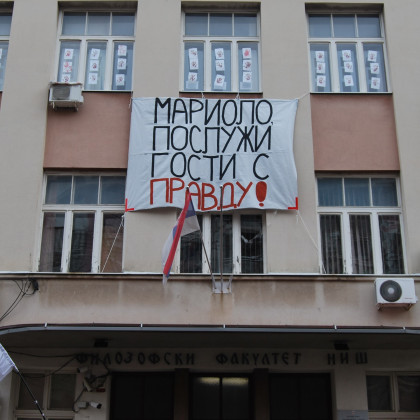 МАРИОЛО,
ПОСЛУЖИ
ГОСТИ С
ПРАВДУ!
ФИЛОЗОФСКИ ФАКУЛТЕТ НИШ